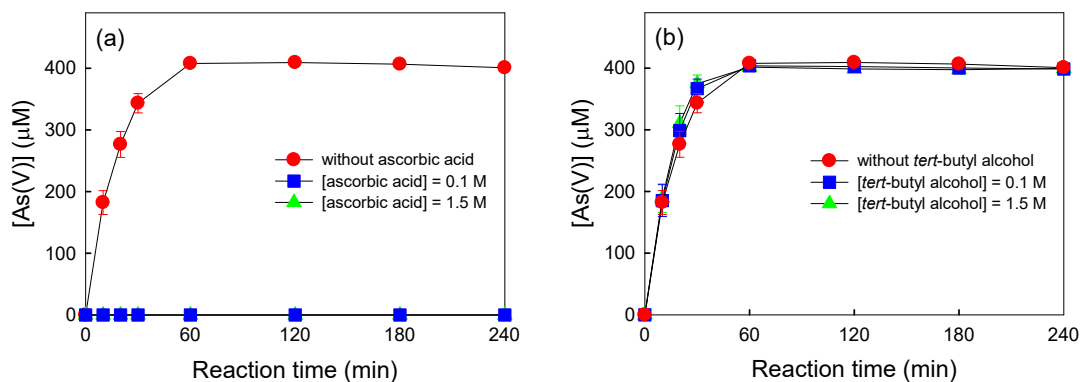 (a)
[As(V)] (μM)
400
300
200
100
0
without ascorbic acid
[ascorbic acid] = 0.1 M
[ascorbic acid] = 1.5 M
0 60 120 180 240
Reaction time (min)
(b)
[As(V)] (μM)
400
300
200
100
0
without tert-butyl alcohol
[tert-butyl alcohol] = 0.1 M
[tert-butyl alcohol] = 1.5 M
0 60 120 180 240
Reaction time (min)